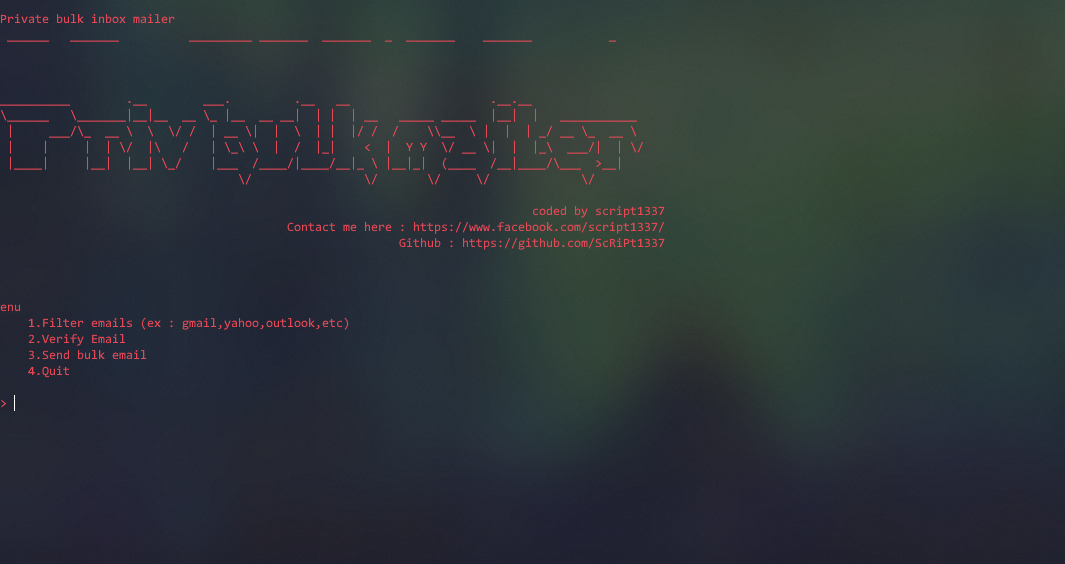 Private bulk inbox mailer
coded by script1337
Contact me here : https://www.facebook.com/script1337/
Github : https://github.com/ScRiPt1337
enu
1.Filter emails (ex : gmail,yahoo,outlook,etc)
2.Verify Email
3.Send bulk email
4.Quit
>